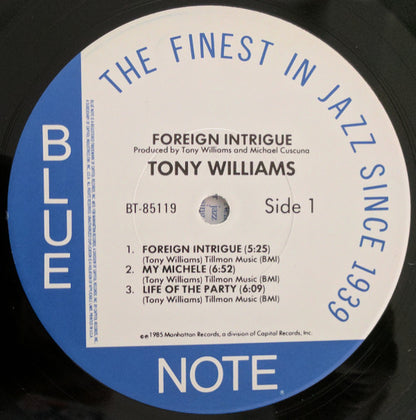 THE FINEST IN JAZZ SINCE 1939
BLUE
FOREIGN INTRIGUE
Produced by Tony Williams and Michael Cuscuna
TONY WILLIAMS
BT-85119
Side 1
1. FOREIGN INTRIGUE (5:25)
(Tony Williams) Tillmon Music (BMI)
2. MY MICHELE (6:52)
(Tony Williams) Tillmon Music (BMI)
3. LIFE OF THE PARTY (6:09)
(Tony Williams) Tillmon Music (BMI)
℗ 1985 Manhattan Records, a division of Capitol Records, Inc.
NOTE